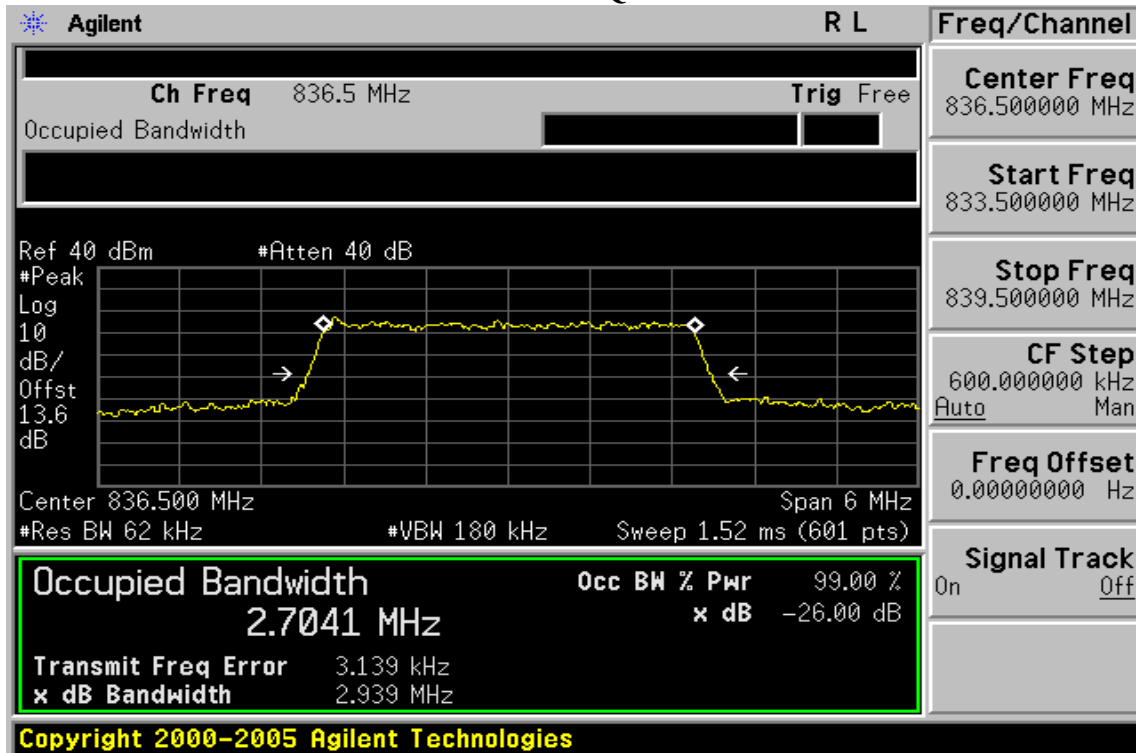 Agilent R L Freq/Channel
Ch Freq 836.5 MHz Trig Free
Occupied Bandwidth
Center Freq
836.500000 MHz
Start Freq
833.500000 MHz
Stop Freq
839.500000 MHz
CF Step
600.000000 kHz
Auto Man
Freq Offset
0.00000000 Hz
Signal Track
On Off
Ref 40 dBm #Atten 40 dB
#Peak
Log
10
dB/
Offst
13.6
dB
Center 836.500 MHz Span 6 MHz
#Res BW 62 kHz #VBW 180 kHz Sweep 1.52 ms (601 pts)
Occupied Bandwidth Occ BW % Pwr 99.00 %
2.7041 MHz x dB -26.00 dB
Transmit Freq Error 3.139 kHz
x dB Bandwidth 2.939 MHz
Copyright 2000-2005 Agilent Technologies